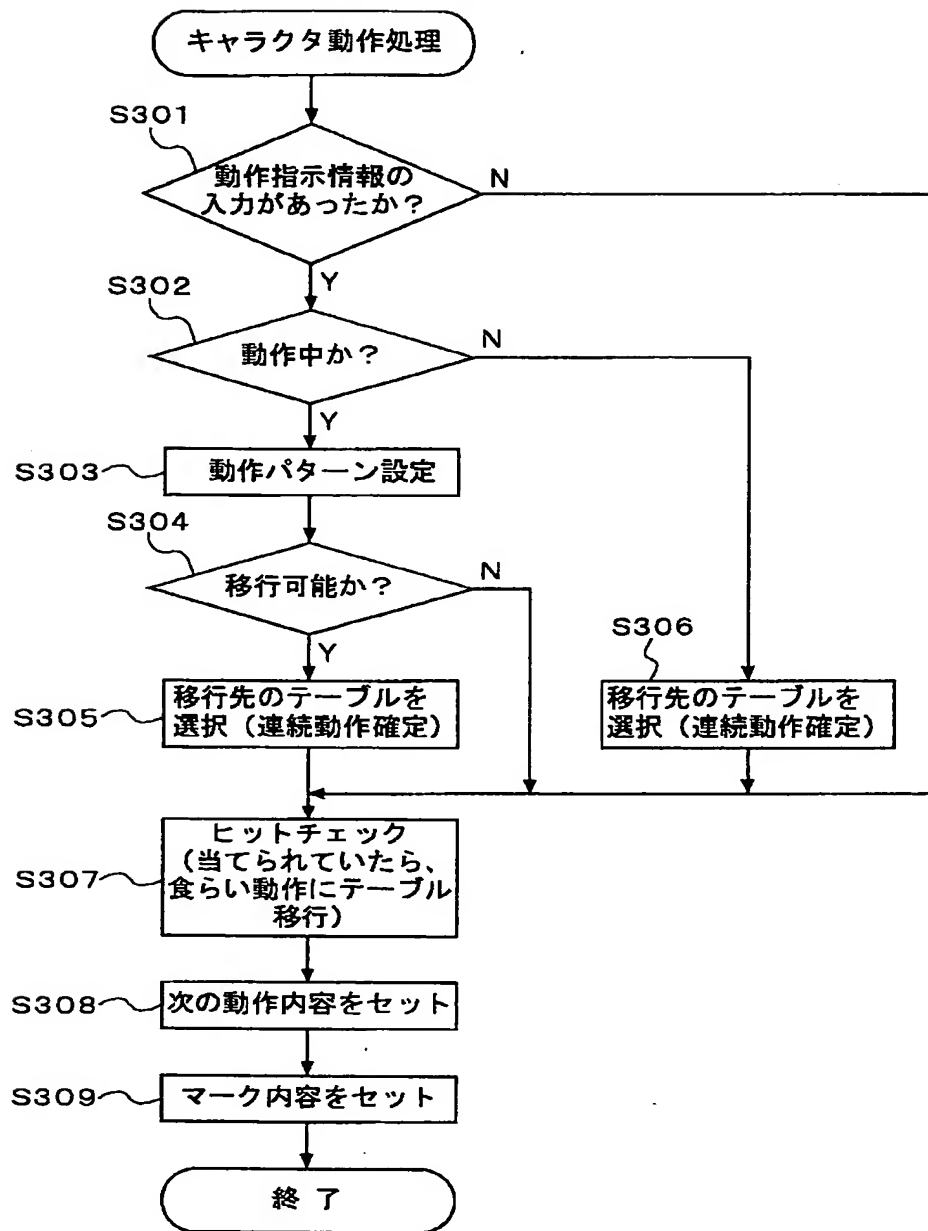 キャラクタ動作処理
S301
動作指示情報の
入力があったか？
N
Y
S302
動作中か？
N
Y
S303
動作パターン設定
S304
移行可能か？
N
Y
S305
移行先のテーブルを
選択（連続動作確定）
S306
移行先のテーブルを
選択（連続動作確定）
S307
ヒットチェック
（当てられていたら、
食らい動作にテーブル
移行）
S308
次の動作内容をセット
S309
マーク内容をセット
終了